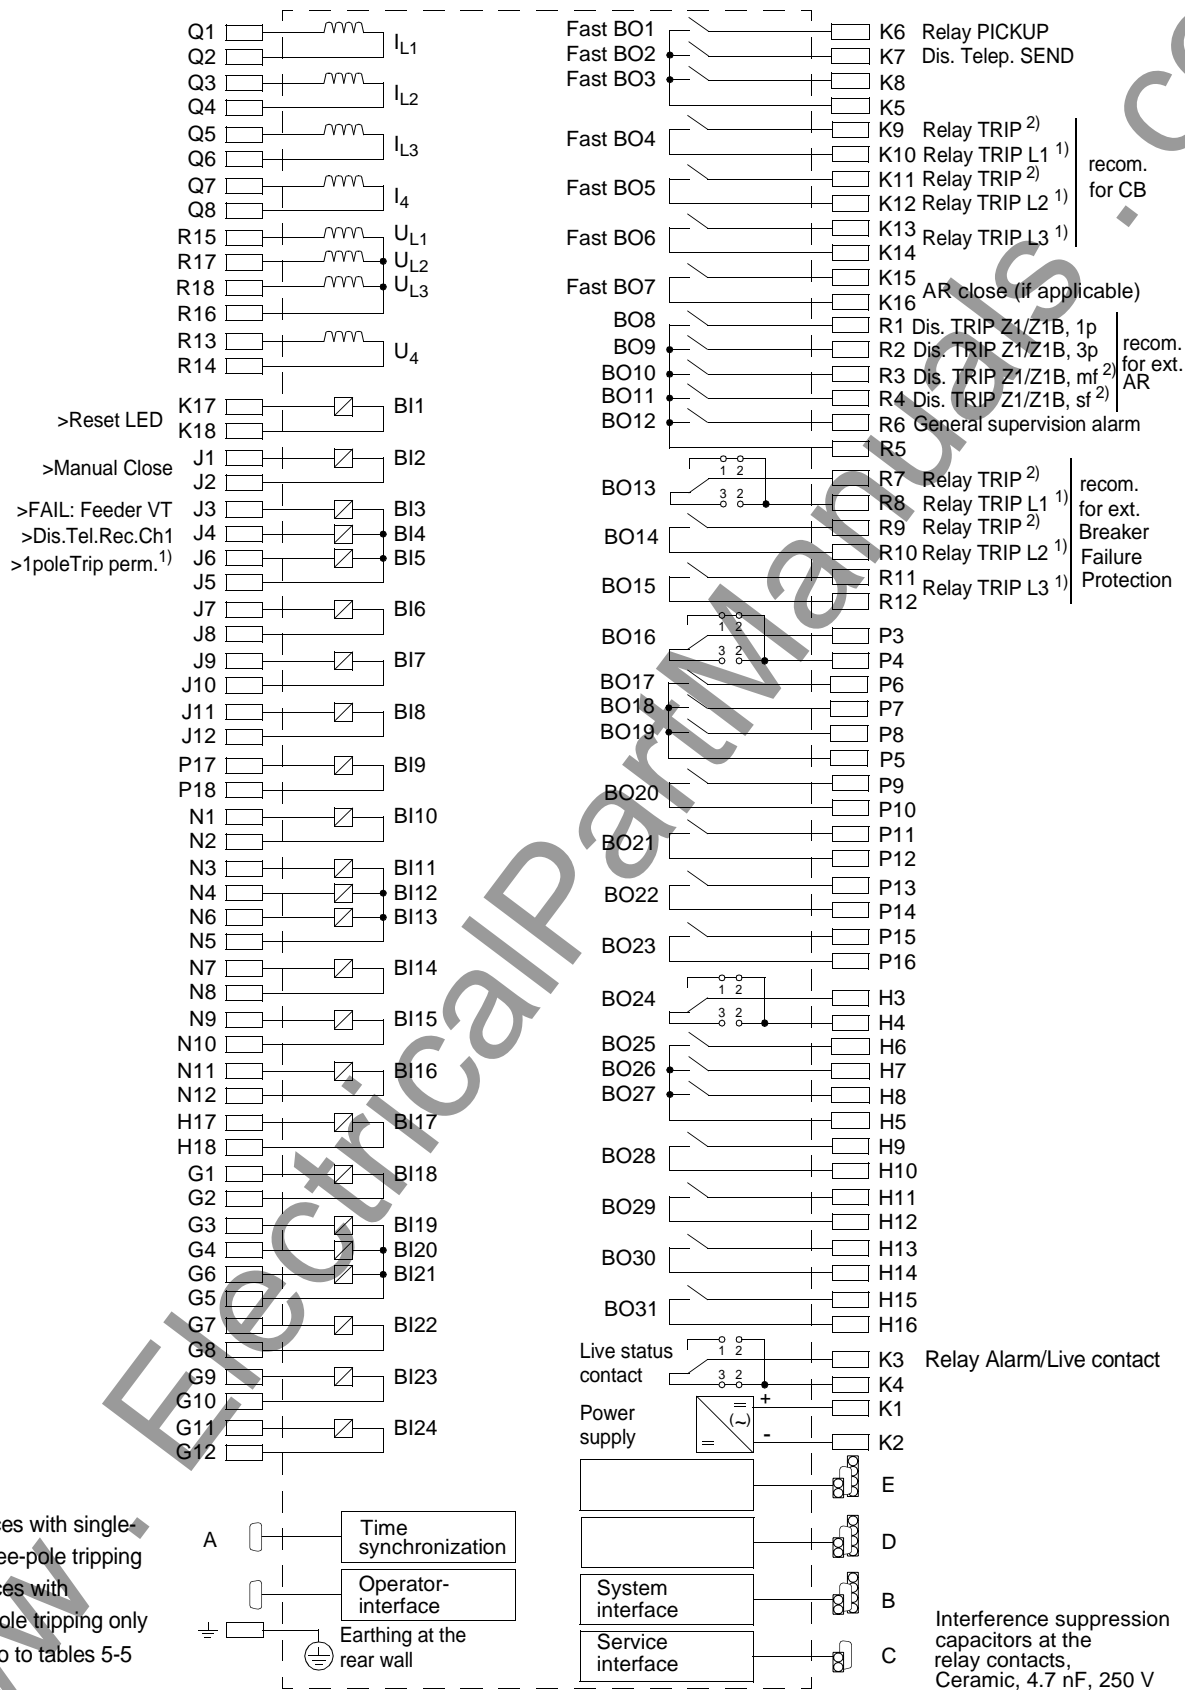 Q1
I L1
Q2
Q3
I L2
Q4
Q5
I L3
Q6
Q7
I 4
Q8
R15
U L1
R17
U L2
R18
U L3
R16
R13
U 4
R14
>Reset LED
K17
BI1
K18
>Manual Close
J1
BI2
J2
>FAIL: Feeder VT
J3
BI3
>Dis.Tel.Rec.Ch1
J4
BI4
>1poleTrip perm.1)
J6
BI5
J5
J7
BI6
J8
J9
BI7
J10
J11
BI8
J12
P17
BI9
P18
N1
BI10
N2
N3
BI11
N4
BI12
N6
BI13
N5
N7
BI14
N8
N9
BI15
N10
N11
BI16
N12
H17
BI17
H18
G1
BI18
G2
G3
BI19
G4
BI20
G6
BI21
G5
G7
BI22
G8
G9
BI23
G10
G11
BI24
G12
Fast BO1
K6 Relay PICKUP
Fast BO2
K7 Dis. Telep. SEND
Fast BO3
K8
K5
Fast BO4
K9 Relay TRIP 2)
K10 Relay TRIP L1 1)
Fast BO5
K11 Relay TRIP 2)
K12 Relay TRIP L2 1)
Fast BO6
K13
Relay TRIP L3 1)
K14
recom.
for CB
Fast BO7
K15
AR close (if applicable)
K16
BO8
R1 Dis. TRIP Z1/Z1B, 1p
BO9
R2 Dis. TRIP Z1/Z1B, 3p
BO10
R3 Dis. TRIP Z1/Z1B, mf 2)
BO11
R4 Dis. TRIP Z1/Z1B, sf 2)
recom.
for ext.
AR
BO12
R6 General supervision alarm
R5
BO13
1 2
3 2
R7 Relay TRIP 2)
R8 Relay TRIP L1 1)
BO14
R9 Relay TRIP 2)
R10 Relay TRIP L2 1)
BO15
R11
Relay TRIP L3 1)
R12
recom.
for ext.
Breaker
Failure
Protection
BO16
1 2
3 2
P3
P4
BO17
P6
BO18
P7
BO19
P8
P5
BO20
P9
P10
BO21
P11
P12
BO22
P13
P14
BO23
P15
P16
BO24
1 2
3 2
H3
H4
BO25
H6
BO26
H7
BO27
H8
H5
BO28
H9
H10
BO29
H11
H12
BO30
H13
H14
BO31
H15
H16
Live status
contact
1 2
3 2
K3 Relay Alarm/Live contact
K4
Power
supply
=
(~)
=
+
-
K1
K2
E
D
System
interface
B
Service
interface
C
A
Time
synchronization
Operator-
interface
Earthing at the
rear wall
ces with single-
ee-pole tripping
ces with
ole tripping only
o to tables 5-5
Interference suppression
capacitors at the
relay contacts,
Ceramic, 4.7 nF, 250 V
w . ElectricalPartManuals . co